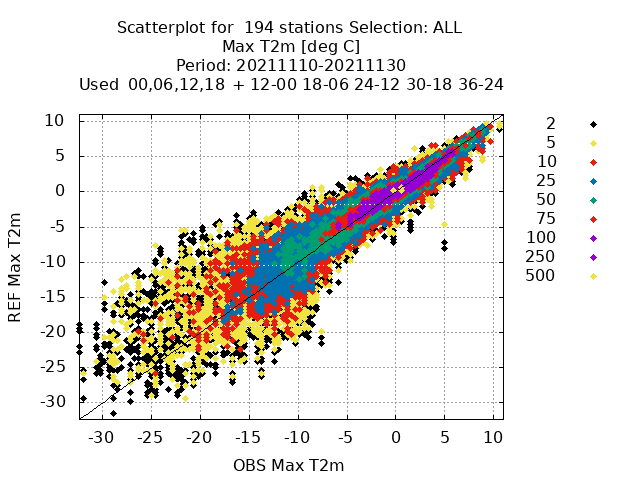 Scatterplot for  194 stations Selection: ALL
Max T2m [deg C]
Period: 20211110-20211130
Used  00,06,12,18  + 12-00 18-06 24-12 30-18 36-24
10
5
0
-5
-10
-15
-20
-25
-30
REF Max T2m
-30 -25 -20 -15 -10 -5 0 5 10
OBS Max T2m
2
5
10
25
50
75
100
250
500